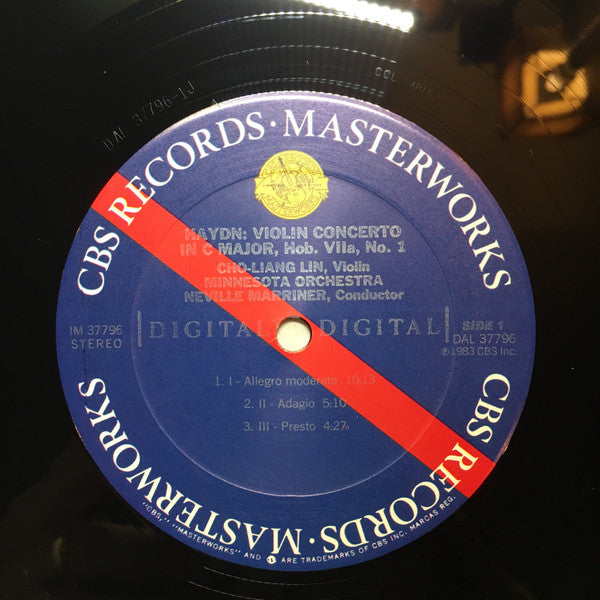 DAL 37796-1J
CBS RECORDS · MASTERWORKS
HAYDN: VIOLIN CONCERTO
IN C MAJOR, Hob. VIIa, No. 1
CHO-LIANG LIN, Violin
MINNESOTA ORCHESTRA
NEVILLE MARRINER, Conductor
IM 37796
STEREO
DIGITAL DIGITAL
SIDE 1
DAL 37796
℗ 1983 CBS Inc.
1. I - Allegro moderato 10:13
2. II - Adagio 5:10
3. III - Presto 4:27
CBS RECORDS · MASTERWORKS
"CBS," "MASTERWORKS" AND ARE TRADEMARKS OF CBS INC. MARCAS REG.